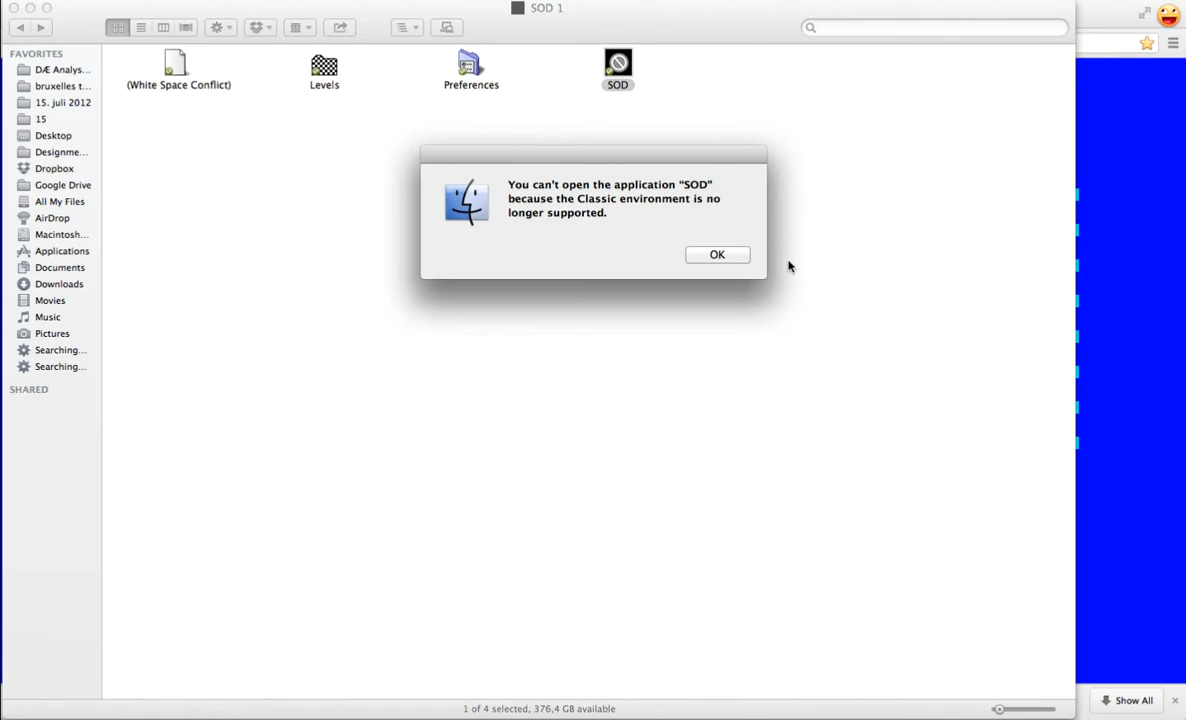 SOD 1
FAVORITES
DÆ Analys...
bruxelles t...
15. juli 2012
15
Desktop
Designme...
Dropbox
Google Drive
All My Files
AirDrop
Macintosh...
Applications
Documents
Downloads
Movies
Music
Pictures
Searching...
Searching...
SHARED
(White Space Conflict)
Levels
Preferences
SOD
You can't open the application “SOD”
because the Classic environment is no
longer supported.
OK
1 of 4 selected, 376,4 GB available
Show All